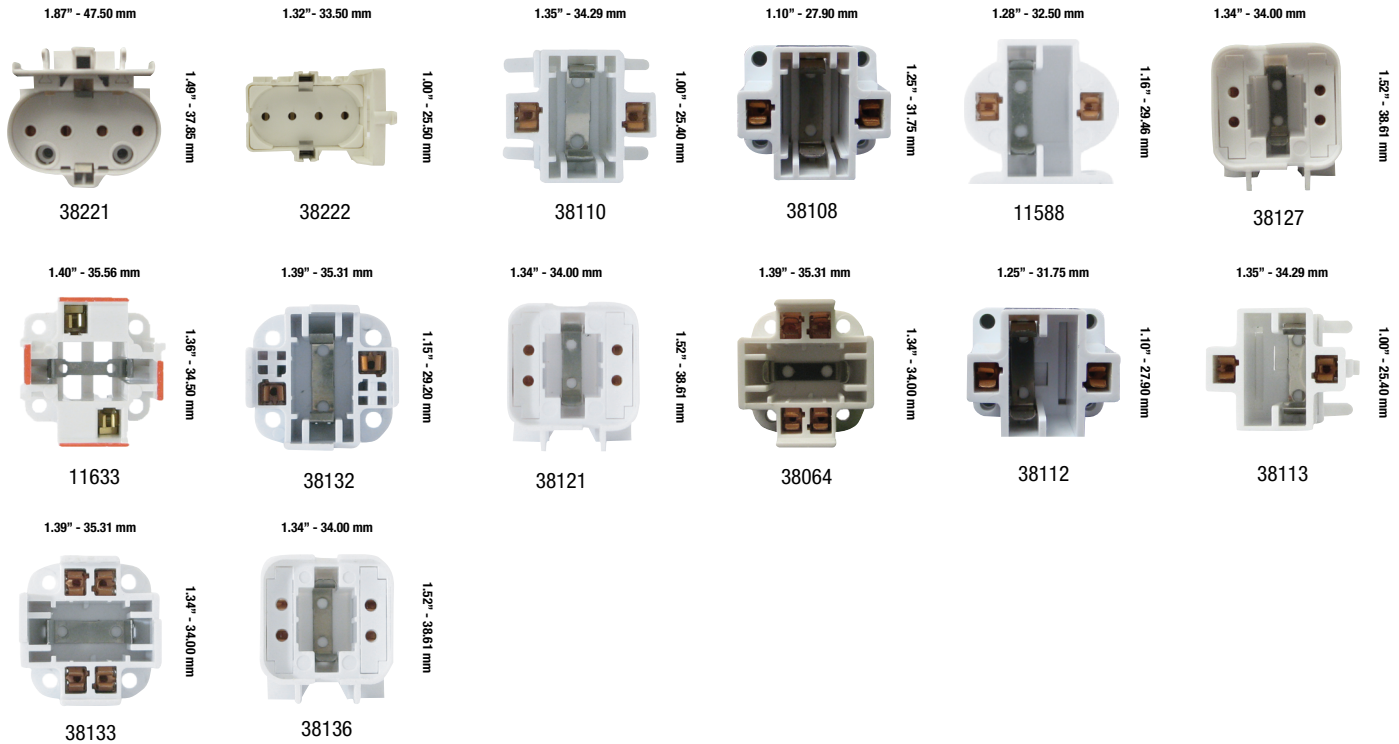 1.87” - 47.50 mm
1.32” - 33.50 mm
1.35” - 34.29 mm
1.10” - 27.90 mm
1.28” - 32.50 mm
1.34” - 34.00 mm
1.49” - 37.85 mm
1.00” - 25.50 mm
1.00” - 25.40 mm
1.25” - 31.75 mm
1.16” - 29.46 mm
1.52” - 38.61 mm
38221
38222
38110
38108
11588
38127
1.40” - 35.56 mm
1.39” - 35.31 mm
1.34” - 34.00 mm
1.39” - 35.31 mm
1.25” - 31.75 mm
1.35” - 34.29 mm
1.36” - 34.50 mm
1.15” - 29.20 mm
1.52” - 38.61 mm
1.34” - 34.00 mm
1.10” - 27.90 mm
1.00” - 25.40 mm
11633
38132
38121
38064
38112
38113
1.39” - 35.31 mm
1.34” - 34.00 mm
1.34” - 34.00 mm
1.52” - 38.61 mm
38133
38136